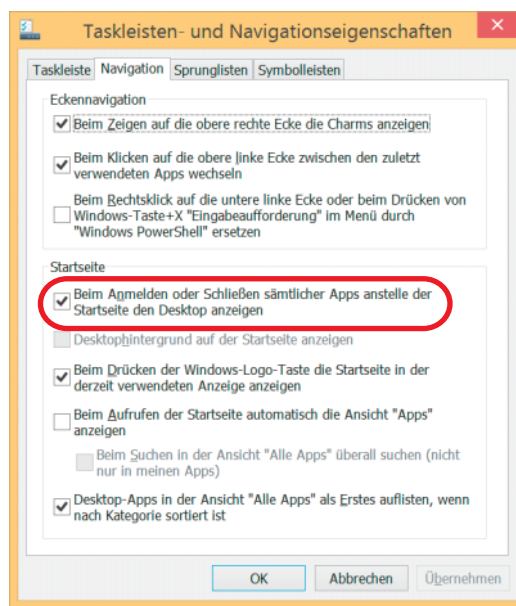 Taskleisten- und Navigationseigenschaften
Taskleiste Navigation Sprunglisten Symbolleisten
Eckennavigation
Beim Zeigen auf die obere rechte Ecke die Charms anzeigen
Beim Klicken auf die obere linke Ecke zwischen den zuletzt
verwendeten Apps wechseln
Beim Rechtsklick auf die untere linke Ecke oder beim Drücken von
Windows-Taste+X "Eingabeaufforderung" im Menü durch
"Windows PowerShell" ersetzen
Startseite
Beim Anmelden oder Schließen sämtlicher Apps anstelle der
Startseite den Desktop anzeigen
Desktophintergrund auf der Startseite anzeigen
Beim Drücken der Windows-Logo-Taste die Startseite in der
derzeit verwendeten Anzeige anzeigen
Beim Aufrufen der Startseite automatisch die Ansicht "Apps"
anzeigen
Beim Suchen in der Ansicht "Alle Apps" überall suchen (nicht
nur in meinen Apps)
Desktop-Apps in der Ansicht "Alle Apps" als Erstes auflisten, wenn
nach Kategorie sortiert ist
OK Abbrechen Übernehmen